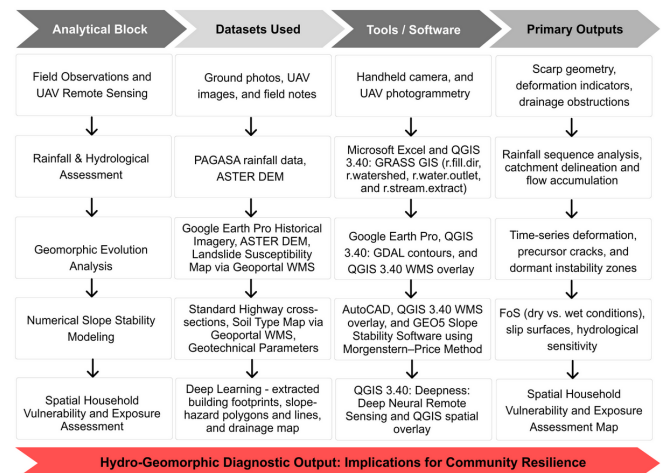 Analytical Block
Datasets Used
Tools / Software
Primary Outputs
Field Observations and
UAV Remote Sensing
Ground photos, UAV
images, and field notes
Handheld camera, and
UAV photogrammetry
Scarp geometry,
deformation indicators,
drainage obstructions
Rainfall & Hydrological
Assessment
PAGASA rainfall data,
ASTER DEM
Microsoft Excel and QGIS
3.40: GRASS GIS (r.fill.dir,
r.watershed, r.water.outlet,
and r.stream.extract)
Rainfall sequence analysis,
catchment delineation and
flow accumulation
Geomorphic Evolution
Analysis
Google Earth Pro Historical
Imagery, ASTER DEM,
Landslide Susceptibility
Map via Geoportal WMS
Google Earth Pro, QGIS
3.40: GDAL contours, and
QGIS 3.40 WMS overlay
Time-series deformation,
precursor cracks, and
dormant instability zones
Numerical Slope Stability
Modeling
Standard Highway cross-
sections, Soil Type Map via
Geoportal WMS,
Geotechnical Parameters
AutoCAD, QGIS 3.40 WMS
overlay, and GEO5 Slope
Stability Software using
Morgenstern–Price Method
FoS (dry vs. wet conditions),
slip surfaces, hydrological
sensitivity
Spatial Household
Vulnerability and Exposure
Assessment
Deep Learning - extracted
building footprints, slope-
hazard polygons and lines,
and drainage map
QGIS 3.40: Deepness:
Deep Neural Remote
Sensing and QGIS spatial
overlay
Spatial Household
Vulnerability and Exposure
Assessment Map
Hydro-Geomorphic Diagnostic Output: Implications for Community Resilience